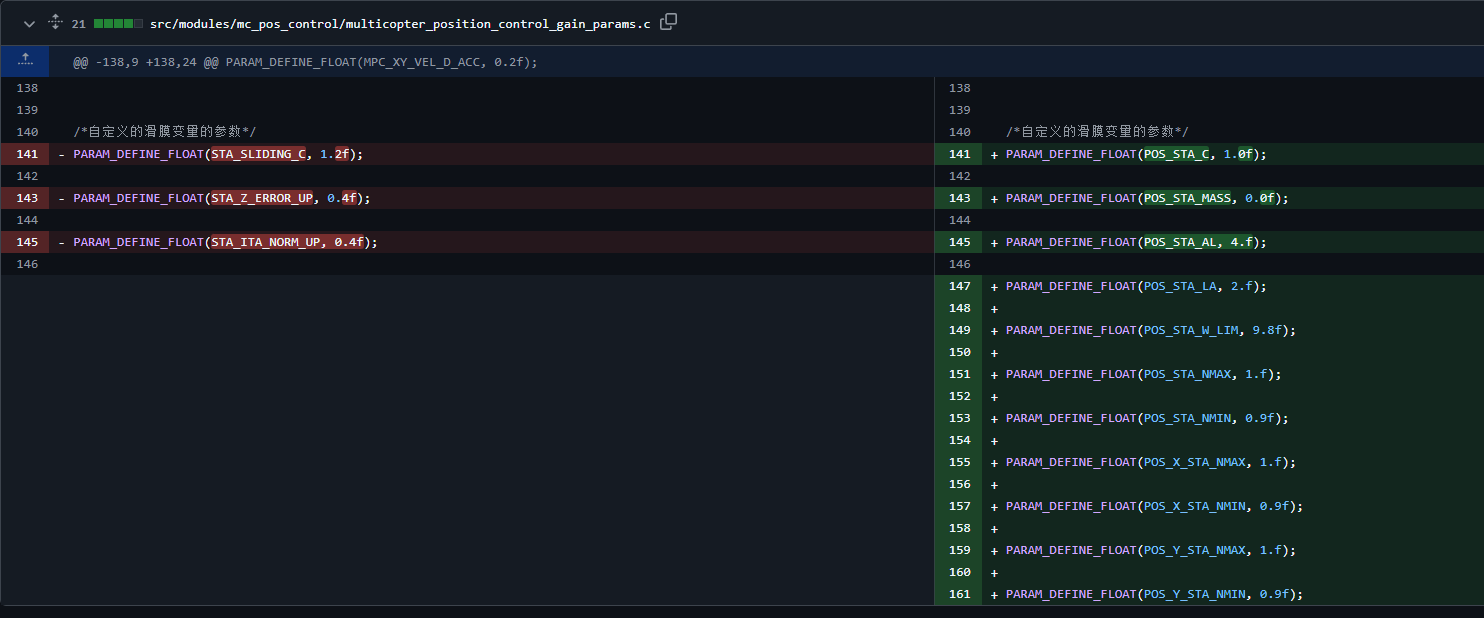 21 src/modules/mc_pos_control/multicopter_position_control_gain_params.c
@@ -138,9 +138,24 @@ PARAM_DEFINE_FLOAT(MPC_XY_VEL_D_ACC, 0.2f);
138 138
139 139
140 /*自定义的滑膜变量的参数*/ 140 /*自定义的滑膜变量的参数*/
141 - PARAM_DEFINE_FLOAT(STA_SLIDING_C, 1.2f); 141 + PARAM_DEFINE_FLOAT(POS_STA_C, 1.0f);
142 142
143 - PARAM_DEFINE_FLOAT(STA_Z_ERROR_UP, 0.4f); 143 + PARAM_DEFINE_FLOAT(POS_STA_MASS, 0.0f);
144 144
145 - PARAM_DEFINE_FLOAT(STA_ITA_NORM_UP, 0.4f); 145 + PARAM_DEFINE_FLOAT(POS_STA_AL, 4.f);
146 146
147 + PARAM_DEFINE_FLOAT(POS_STA_LA, 2.f);
148 +
149 + PARAM_DEFINE_FLOAT(POS_STA_W_LIM, 9.8f);
150 +
151 + PARAM_DEFINE_FLOAT(POS_STA_NMAX, 1.f);
152 +
153 + PARAM_DEFINE_FLOAT(POS_STA_NMIN, 0.9f);
154 +
155 + PARAM_DEFINE_FLOAT(POS_X_STA_NMAX, 1.f);
156 +
157 + PARAM_DEFINE_FLOAT(POS_X_STA_NMIN, 0.9f);
158 +
159 + PARAM_DEFINE_FLOAT(POS_Y_STA_NMAX, 1.f);
160 +
161 + PARAM_DEFINE_FLOAT(POS_Y_STA_NMIN, 0.9f);